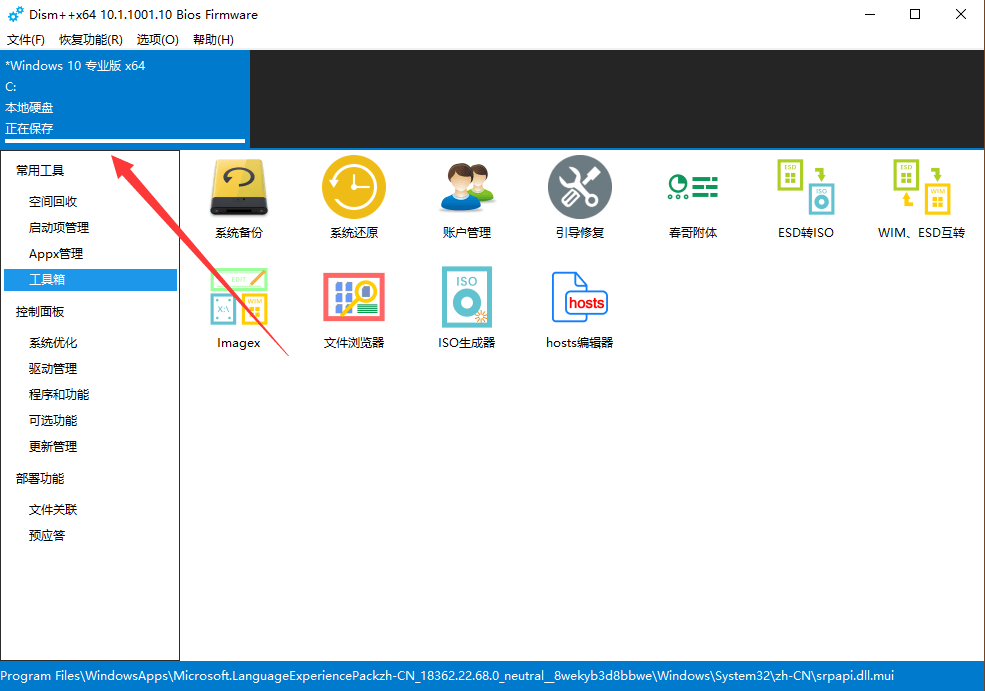 Dism++x64 10.1.1001.10 Bios Firmware
文件(F) 恢复功能(R) 选项(O) 帮助(H)
*Windows 10 专业版 x64
C:
本地硬盘
正在保存
常用工具
空间回收
启动项管理
Appx管理
工具箱
控制面板
系统优化
驱动管理
程序和功能
可选功能
更新管理
部署功能
文件关联
预应答
系统备份 系统还原 账户管理 引导修复 春哥附体 ESD转ISO WIM、ESD互转
ESD ISO ESD WIM
EDIT X:\ WIM ISO hosts
Imagex 文件浏览器 ISO生成器 hosts编辑器
Program Files\WindowsApps\Microsoft.LanguageExperiencePackzh-CN_18362.22.68.0_neutral__8wekyb3d8bbwe\Windows\System32\zh-CN\srpapi.dll.mui